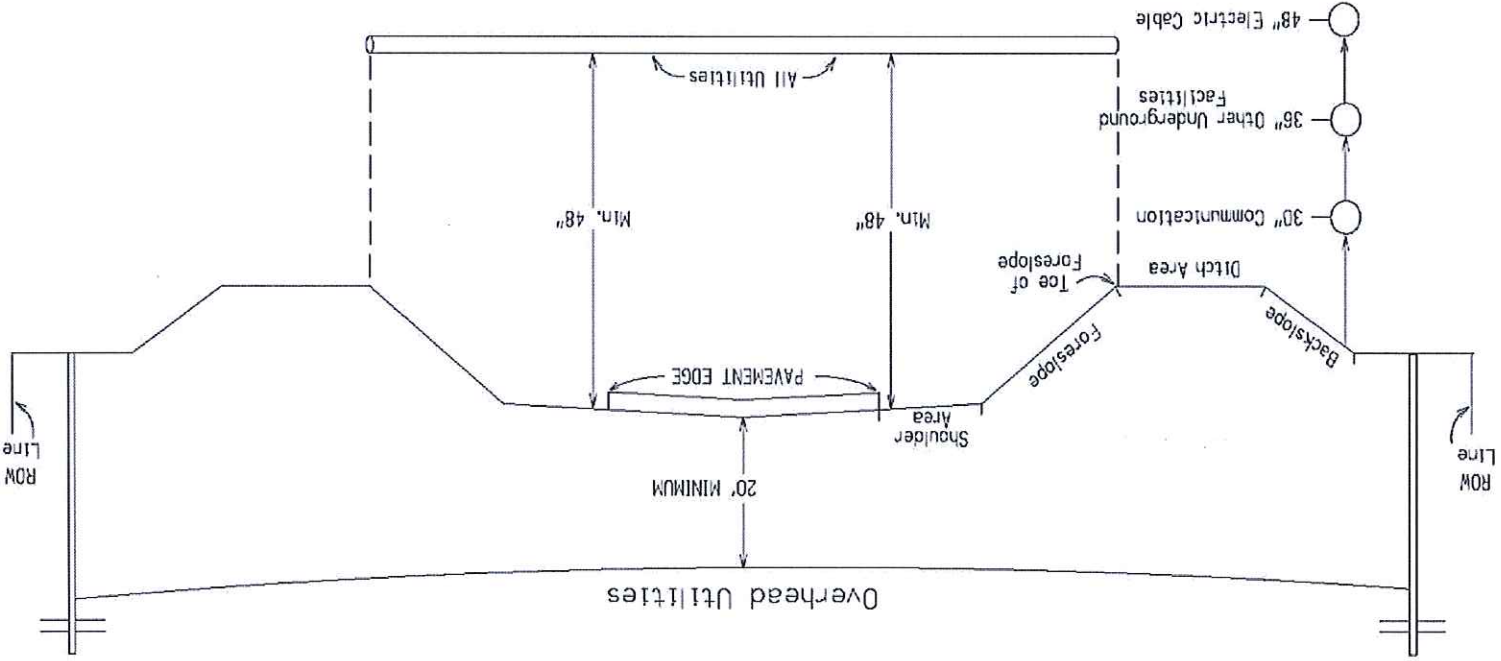 Overhead Utilities
20' MINIMUM
ROW
Line
ROW
Line
Shoulder
Area
PAVEMENT EDGE
Foreslope
Backslope
Toe of
Foreslope
Ditch Area
Min. 48"
Min. 48"
30" Communication
36" Other Underground
Facilities
All Utilities
48" Electric Cable